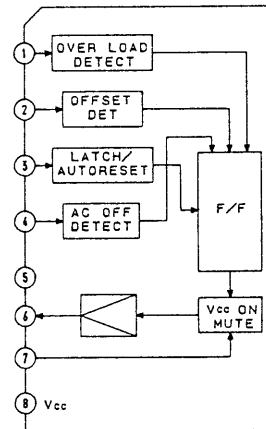 1
OVER LOAD
DETECT
2
OFFSET
DET
3
LATCH/
AUTORESET
F/F
4
AC OFF
DETECT
5
6
Vcc ON
MUTE
7
8 Vcc